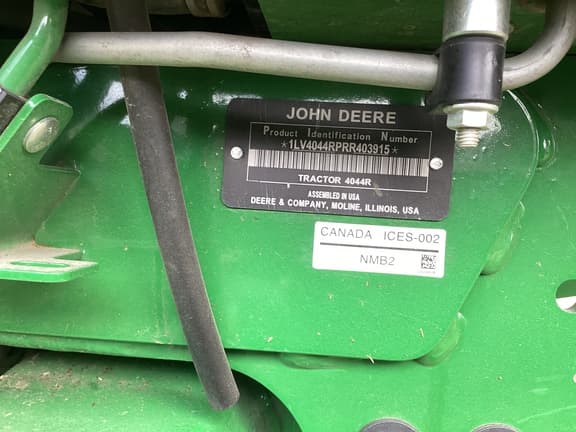 JOHN DEERE
Product Identification Number
*1LV4044RPRR403915*
TRACTOR 4044R
ASSEMBLED IN USA
DEERE & COMPANY, MOLINE, ILLINOIS, USA
CANADA ICES-002
NMB2